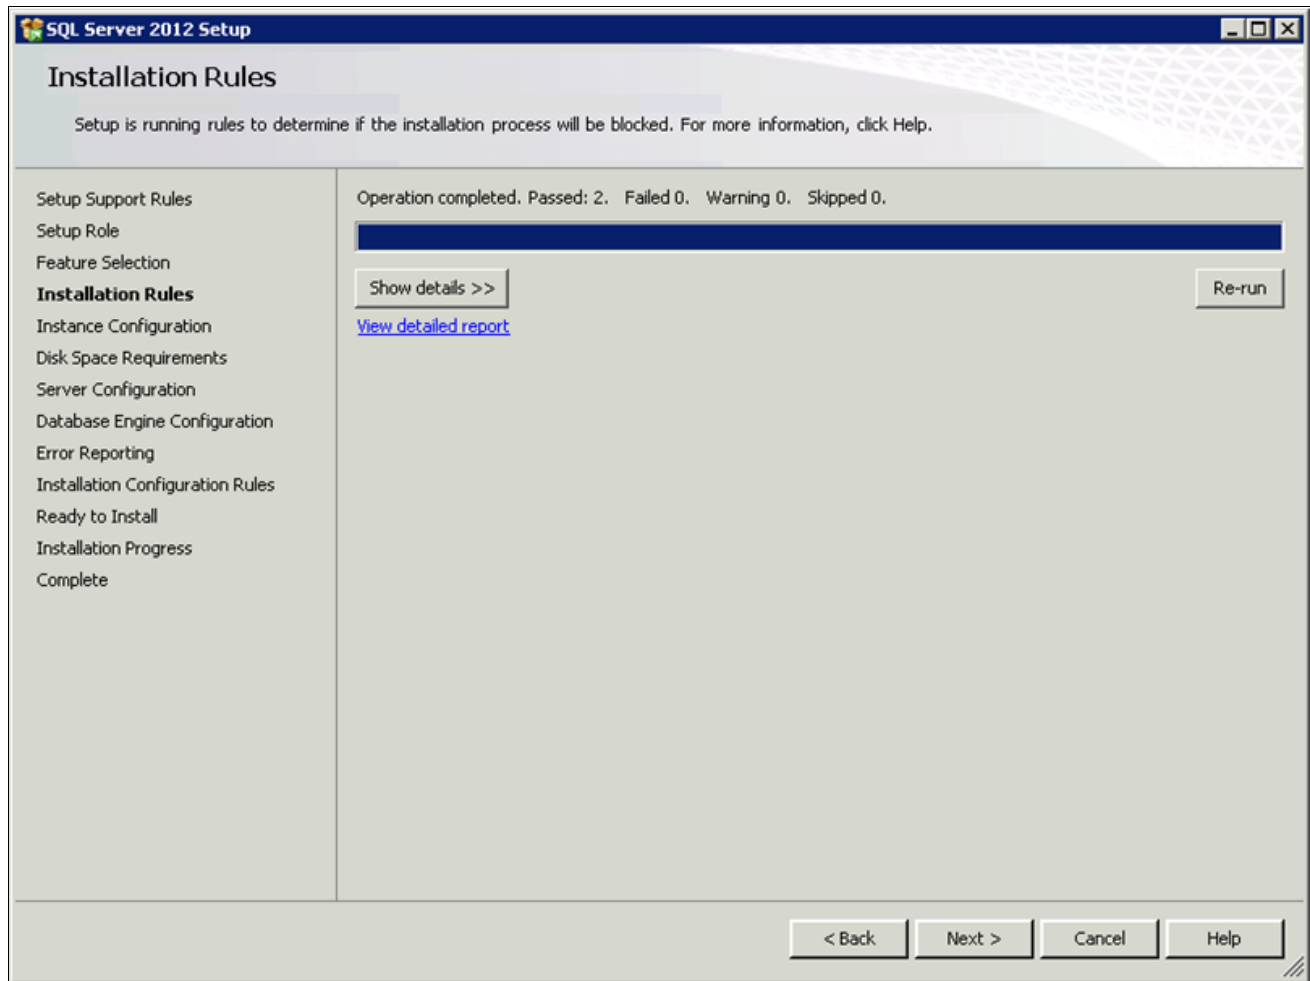 SQL Server 2012 Setup
Installation Rules
Setup is running rules to determine if the installation process will be blocked. For more information, click Help.
Setup Support Rules
Setup Role
Feature Selection
Installation Rules
Instance Configuration
Disk Space Requirements
Server Configuration
Database Engine Configuration
Error Reporting
Installation Configuration Rules
Ready to Install
Installation Progress
Complete
Operation completed. Passed: 2. Failed 0. Warning 0. Skipped 0.
Show details >>
Re-run
View detailed report
< Back
Next >
Cancel
Help